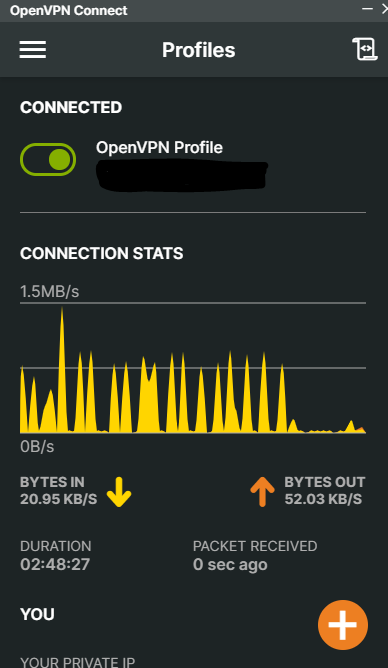 OpenVPN Connect
Profiles
CONNECTED
OpenVPN Profile
CONNECTION STATS
1.5MB/s
0B/s
BYTES IN
20.95 KB/S
BYTES OUT
52.03 KB/S
DURATION
02:48:27
PACKET RECEIVED
0 sec ago
YOU
YOUR PRIVATE IP